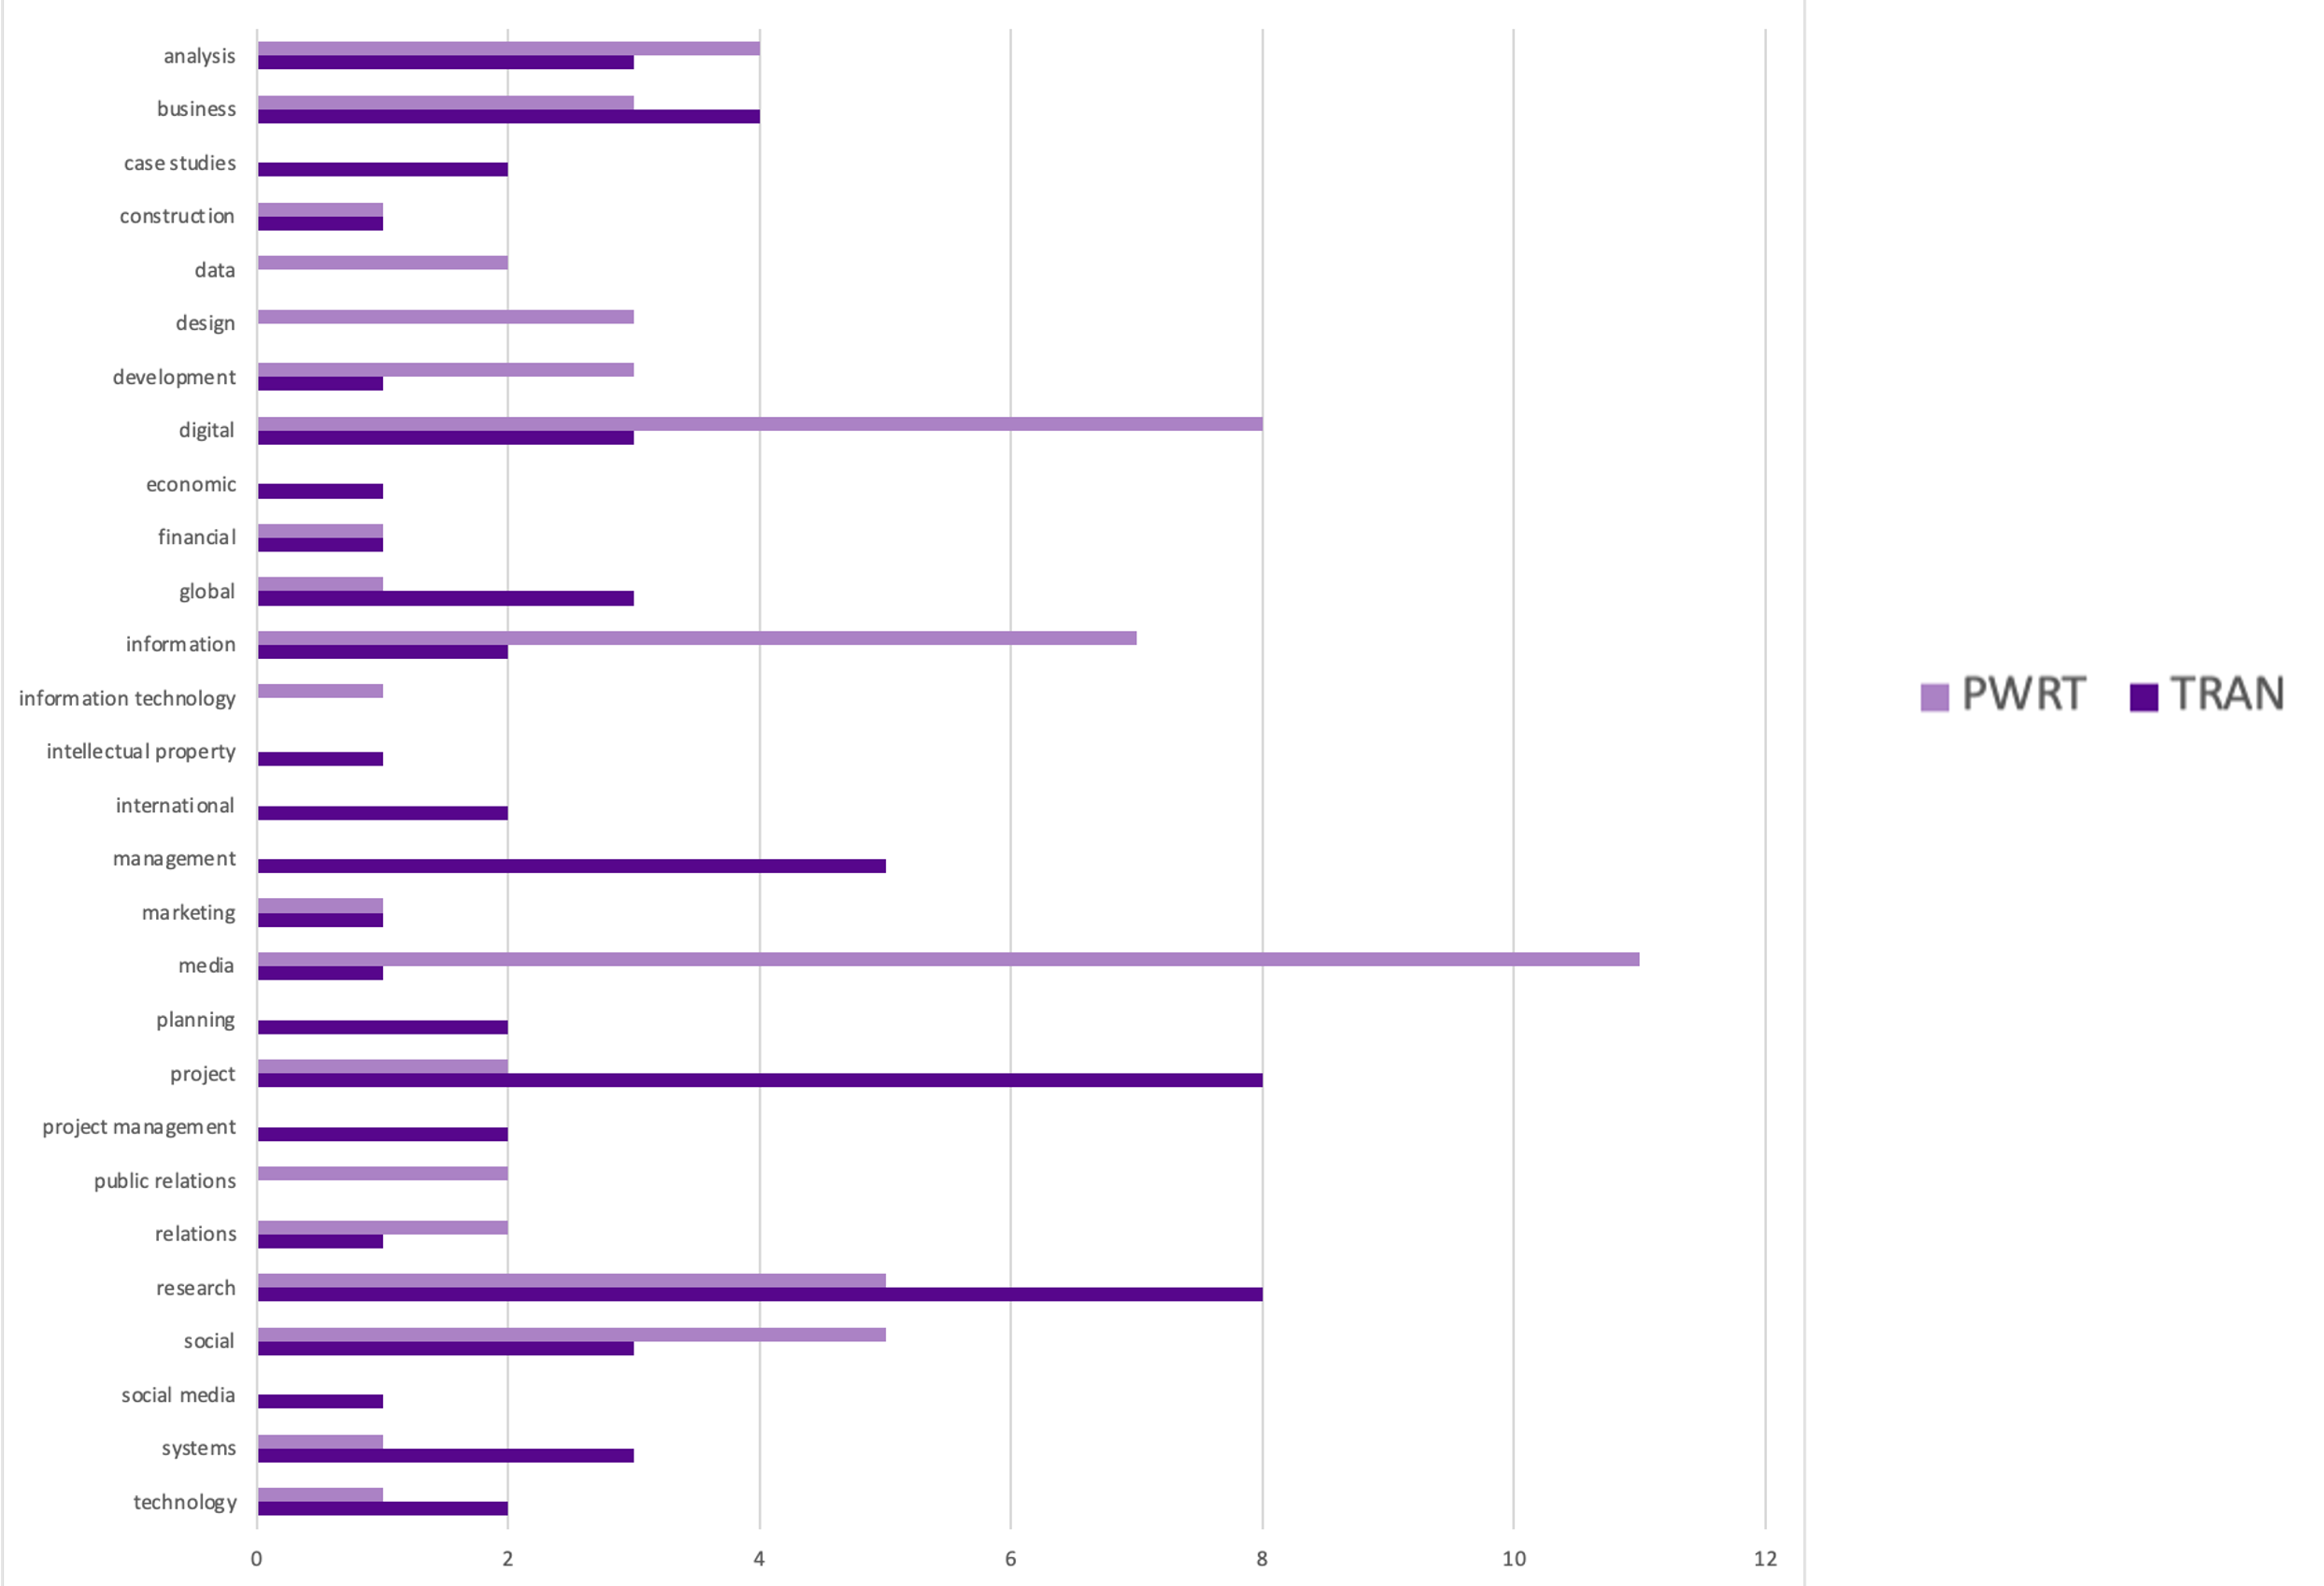 analysis
business
case studies
construction
data
design
development
digital
economic
financial
global
information
information technology
intellectual property
international
management
marketing
media
planning
project
project management
public relations
relations
research
social
social media
systems
technology
0 2 4 6 8 10 12
PWRT TRAN